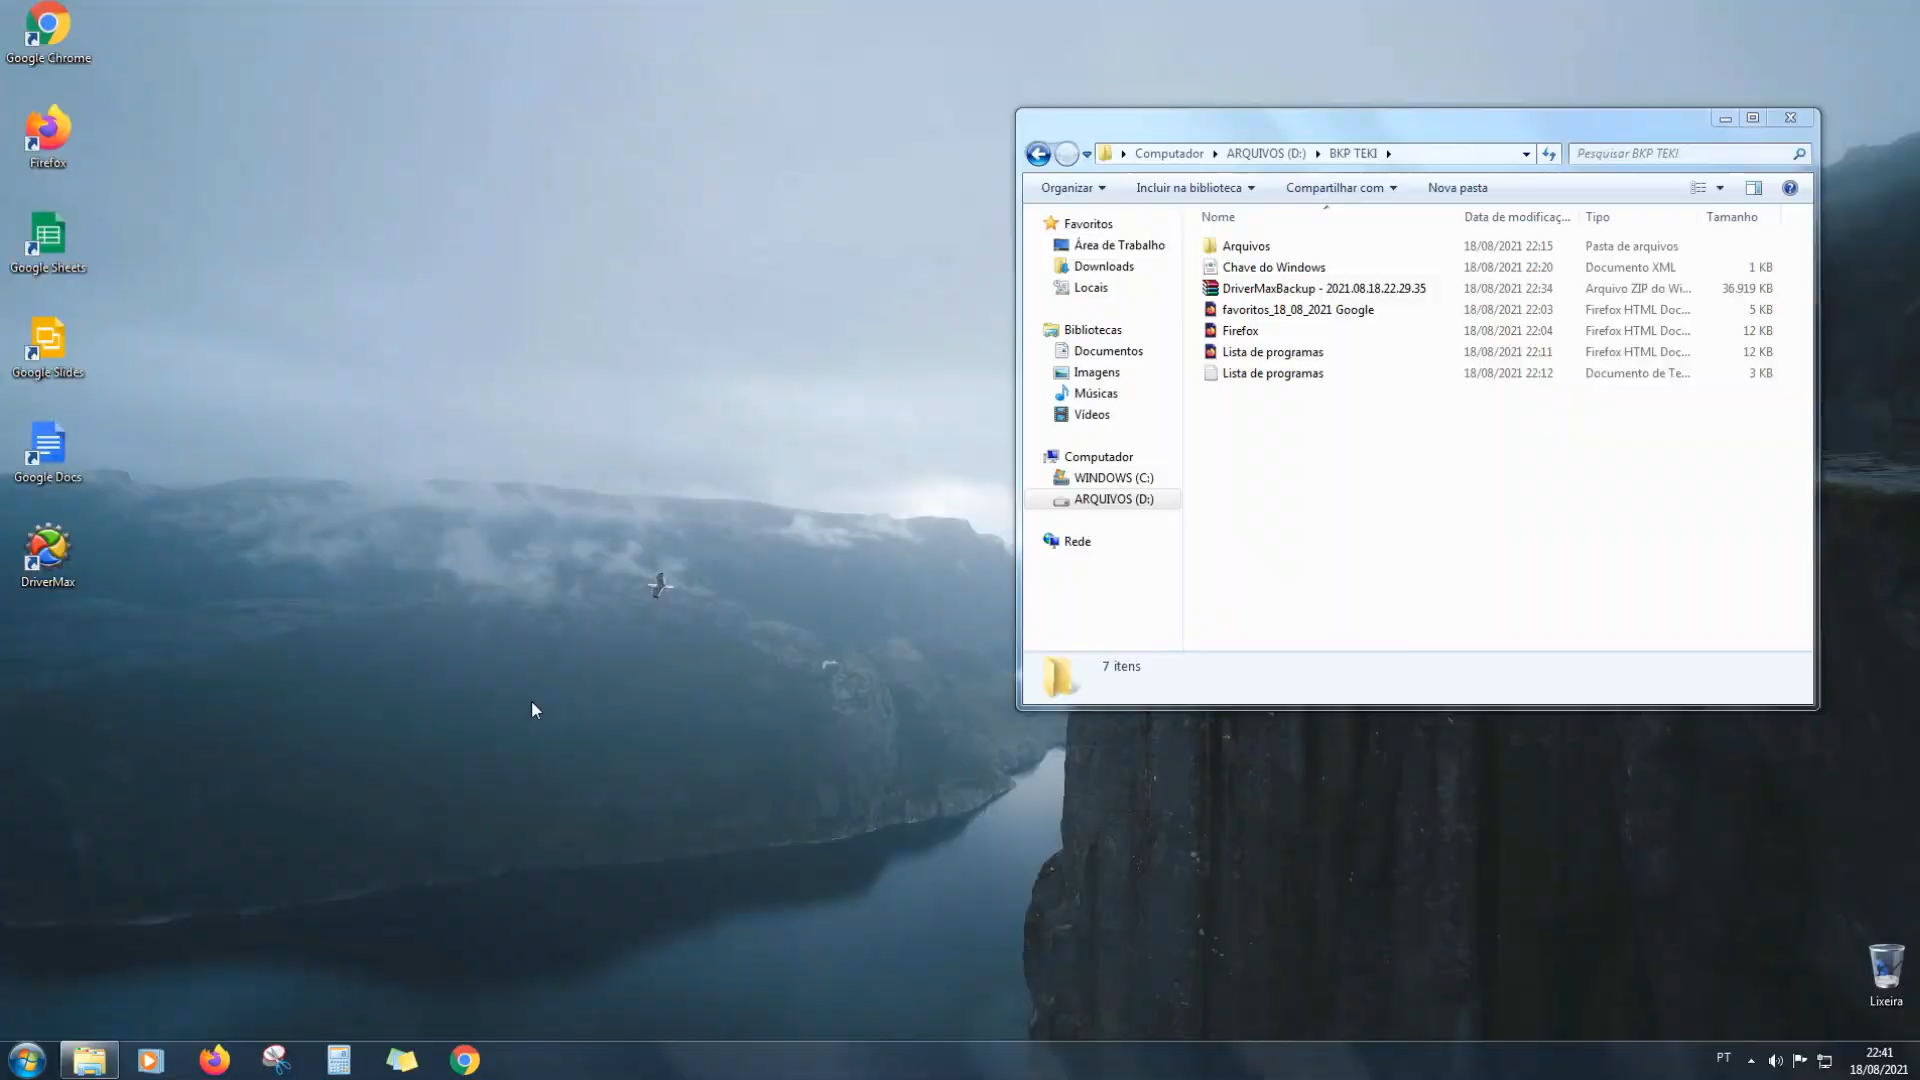 Google Chrome
Firefox
Google Sheets
Google Slides
Google Docs
DriverMax
Computador ARQUIVOS (D:) BKP TEKI
Pesquisar BKP TEKI
Organizar Incluir na biblioteca Compartilhar com Nova pasta
Favoritos
Área de Trabalho
Downloads
Locais
Bibliotecas
Documentos
Imagens
Músicas
Vídeos
Computador
WINDOWS (C:)
ARQUIVOS (D:)
Rede
Nome Data de modificaç... Tipo Tamanho
Arquivos 18/08/2021 22:15 Pasta de arquivos
Chave do Windows 18/08/2021 22:20 Documento XML 1 KB
DriverMaxBackup - 2021.08.18.22.29.35 18/08/2021 22:34 Arquivo ZIP do Wi... 36.919 KB
favoritos_18_08_2021 Google 18/08/2021 22:03 Firefox HTML Doc... 5 KB
Firefox 18/08/2021 22:04 Firefox HTML Doc... 12 KB
Lista de programas 18/08/2021 22:11 Firefox HTML Doc... 12 KB
Lista de programas 18/08/2021 22:12 Documento de Te... 3 KB
7 itens
Lixeira
PT
22:41
18/08/2021